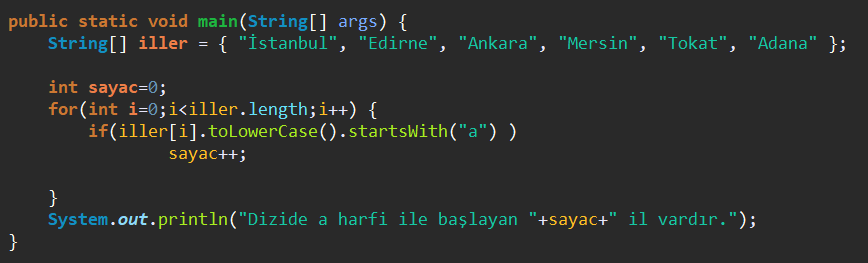 public static void main(String[] args) {
String[] iller = { "İstanbul", "Edirne", "Ankara", "Mersin", "Tokat", "Adana" };
int sayac=0;
for(int i=0;i<iller.length;i++) {
if(iller[i].toLowerCase().startsWith("a") )
sayac++;
}
System.out.println("Dizide a harfi ile başlayan "+sayac+" il vardır.");
}